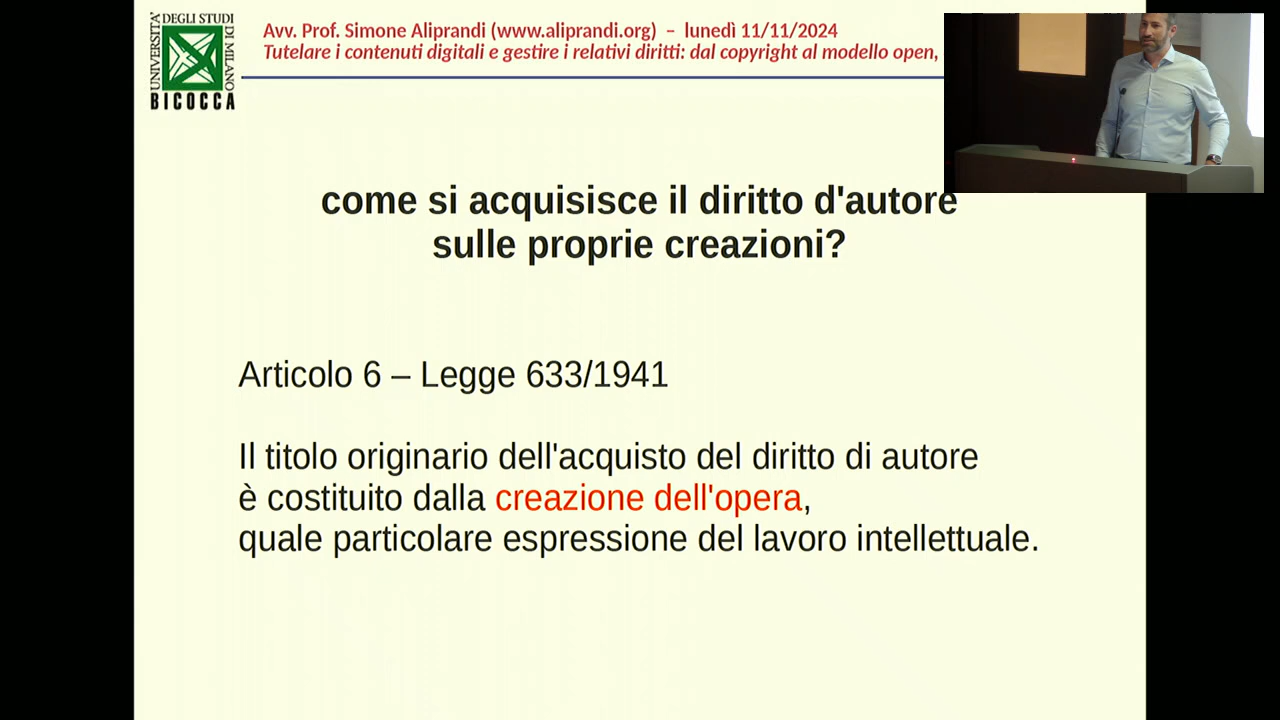 UNIVERSITA' DEGLI STUDI DI MILANO
BICOCCA
Avv. Prof. Simone Aliprandi (www.aliprandi.org) – lunedì 11/11/2024
Tutelare i contenuti digitali e gestire i relativi diritti: dal copyright al modello open,
come si acquisisce il diritto d'autore
sulle proprie creazioni?
Articolo 6 – Legge 633/1941
Il titolo originario dell'acquisto del diritto di autore
è costituito dalla creazione dell'opera,
quale particolare espressione del lavoro intellettuale.